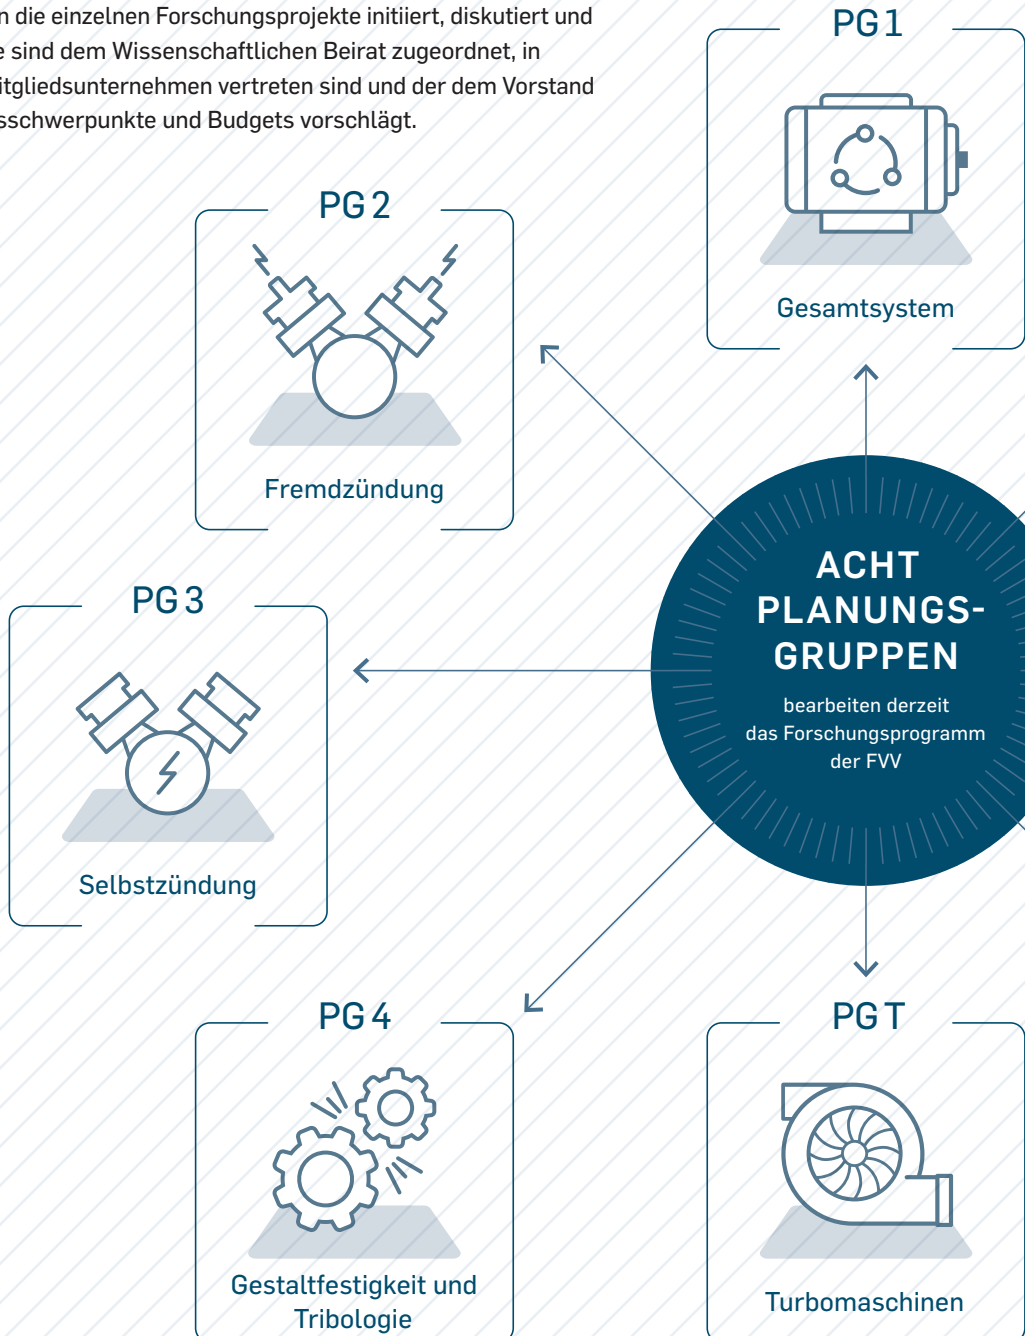 die einzelnen Forschungsprojekte initiiert, diskutiert und
sind dem Wissenschaftlichen Beirat zugeordnet, in
vertreten sind und der dem Vorstand
und Budgets vorschlägt.
PG 1
Gesamtsystem
PG 2
Fremdzündung
PG 3
Selbstzündung
ACHT
PLANUNGS-
GRUPPEN
bearbeiten derzeit
das Forschungsprogramm
der FVV
PG 4
Gestaltfestigkeit und
Tribologie
PG T
Turbomaschinen